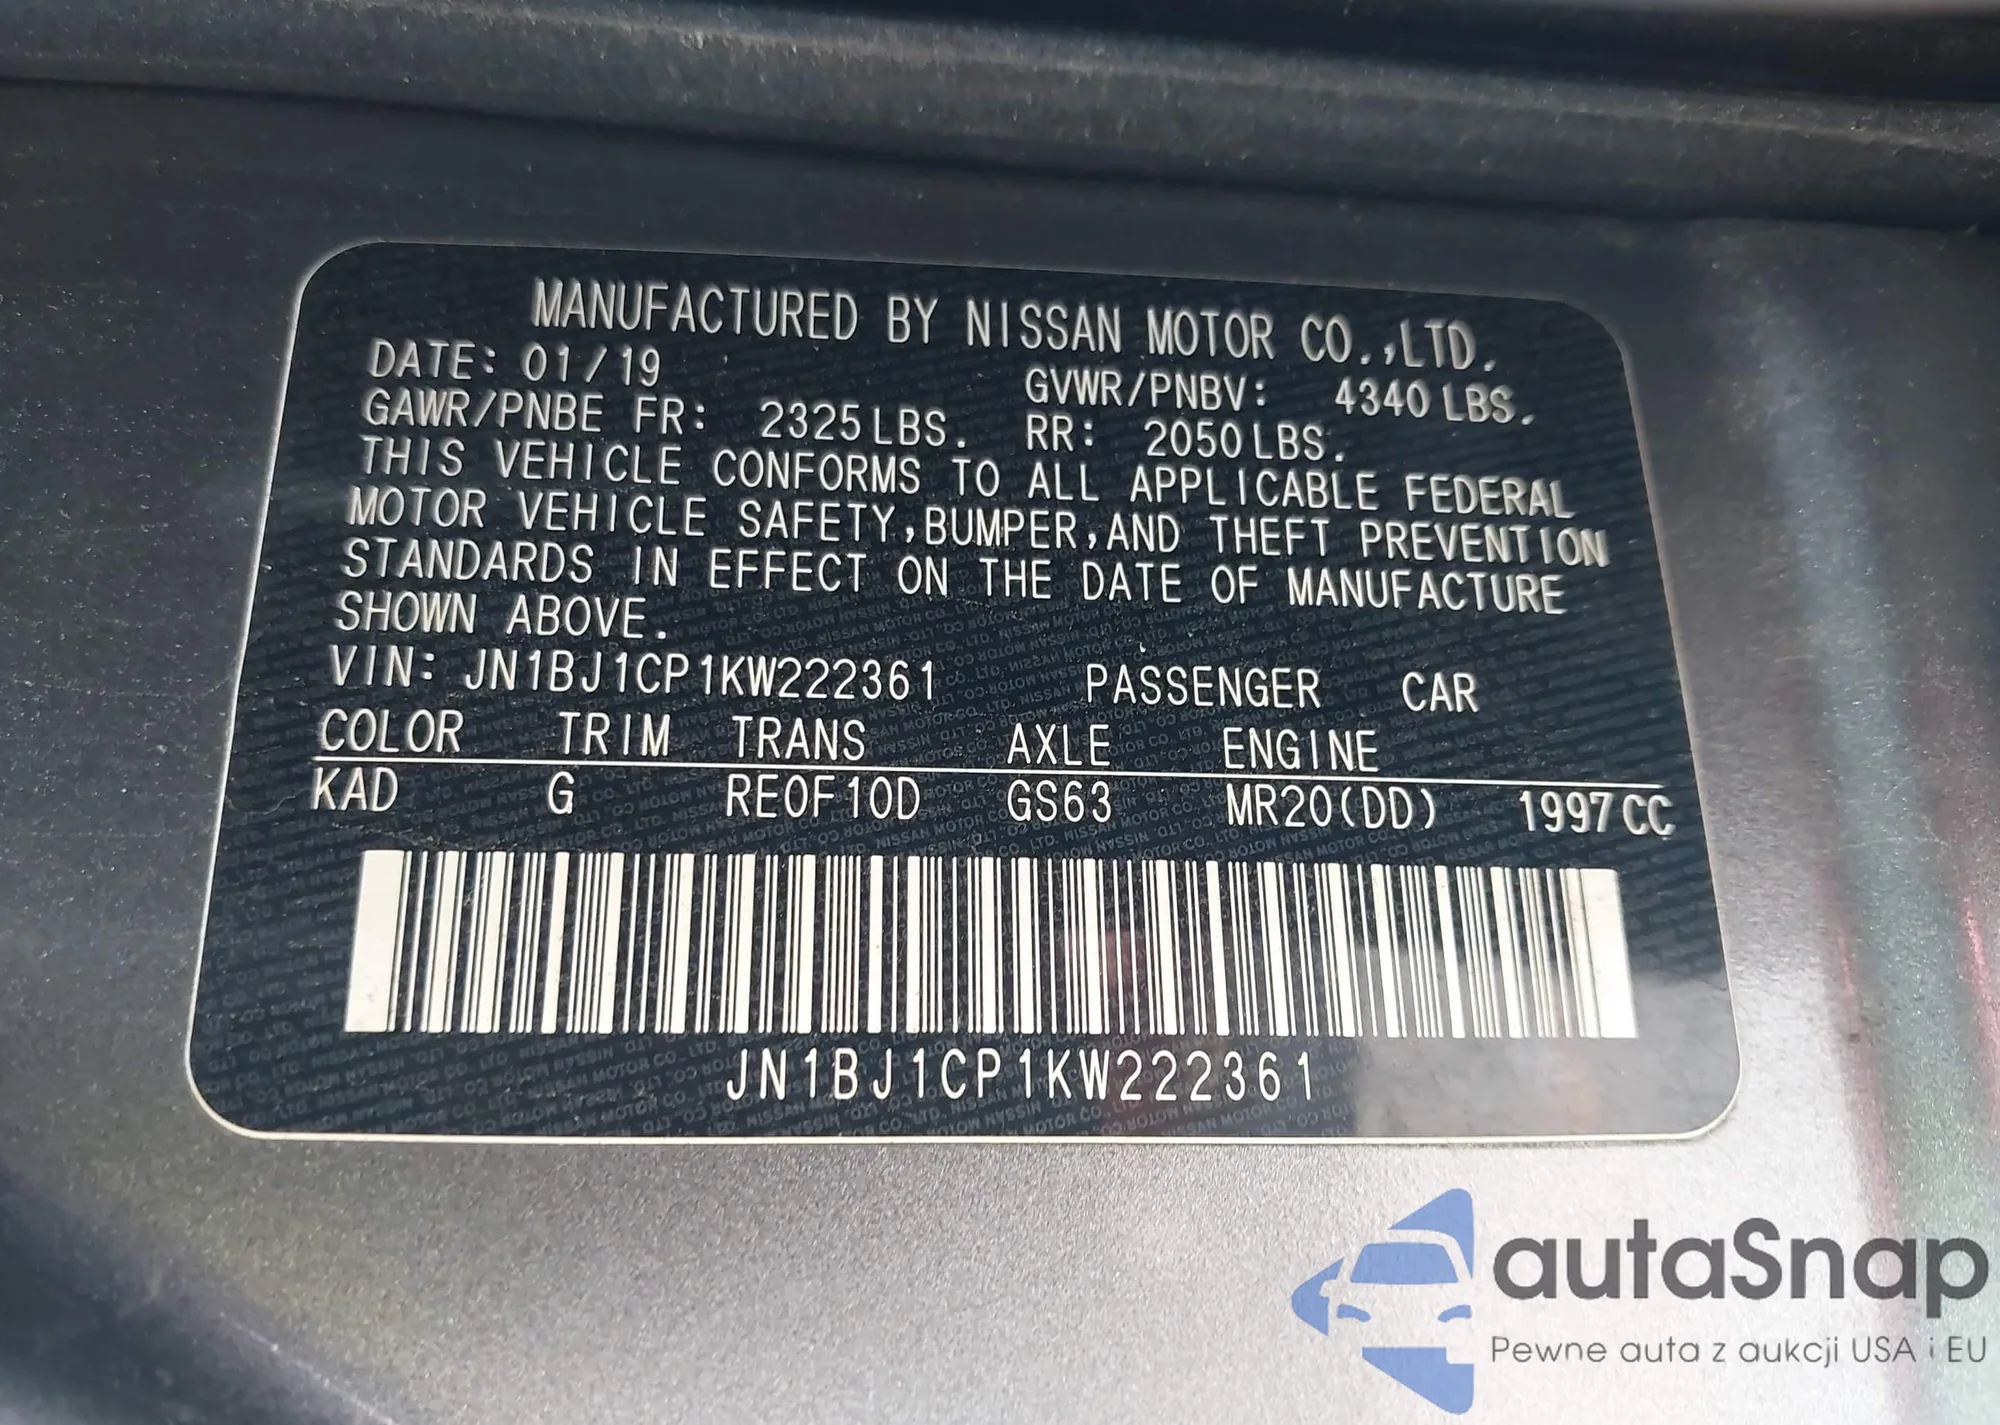 MANUFACTURED BY NISSAN MOTOR CO.,LTD.
DATE: 01/19 GVWR/PNBV: 4340 LBS.
GAWR/PNBE FR: 2325 LBS. RR: 2050 LBS.
THIS VEHICLE CONFORMS TO ALL APPLICABLE FEDERAL
MOTOR VEHICLE SAFETY,BUMPER,AND THEFT PREVENTION
STANDARDS IN EFFECT ON THE DATE OF MANUFACTURE
SHOWN ABOVE.
VIN: JN1BJ1CP1KW222361 PASSENGER CAR
COLOR TRIM TRANS AXLE ENGINE
KAD G RE0F10D GS63 MR20(DD) 1997 CC
JN1BJ1CP1KW222361
autaSnap
Pewne auta z aukcji USA i EU